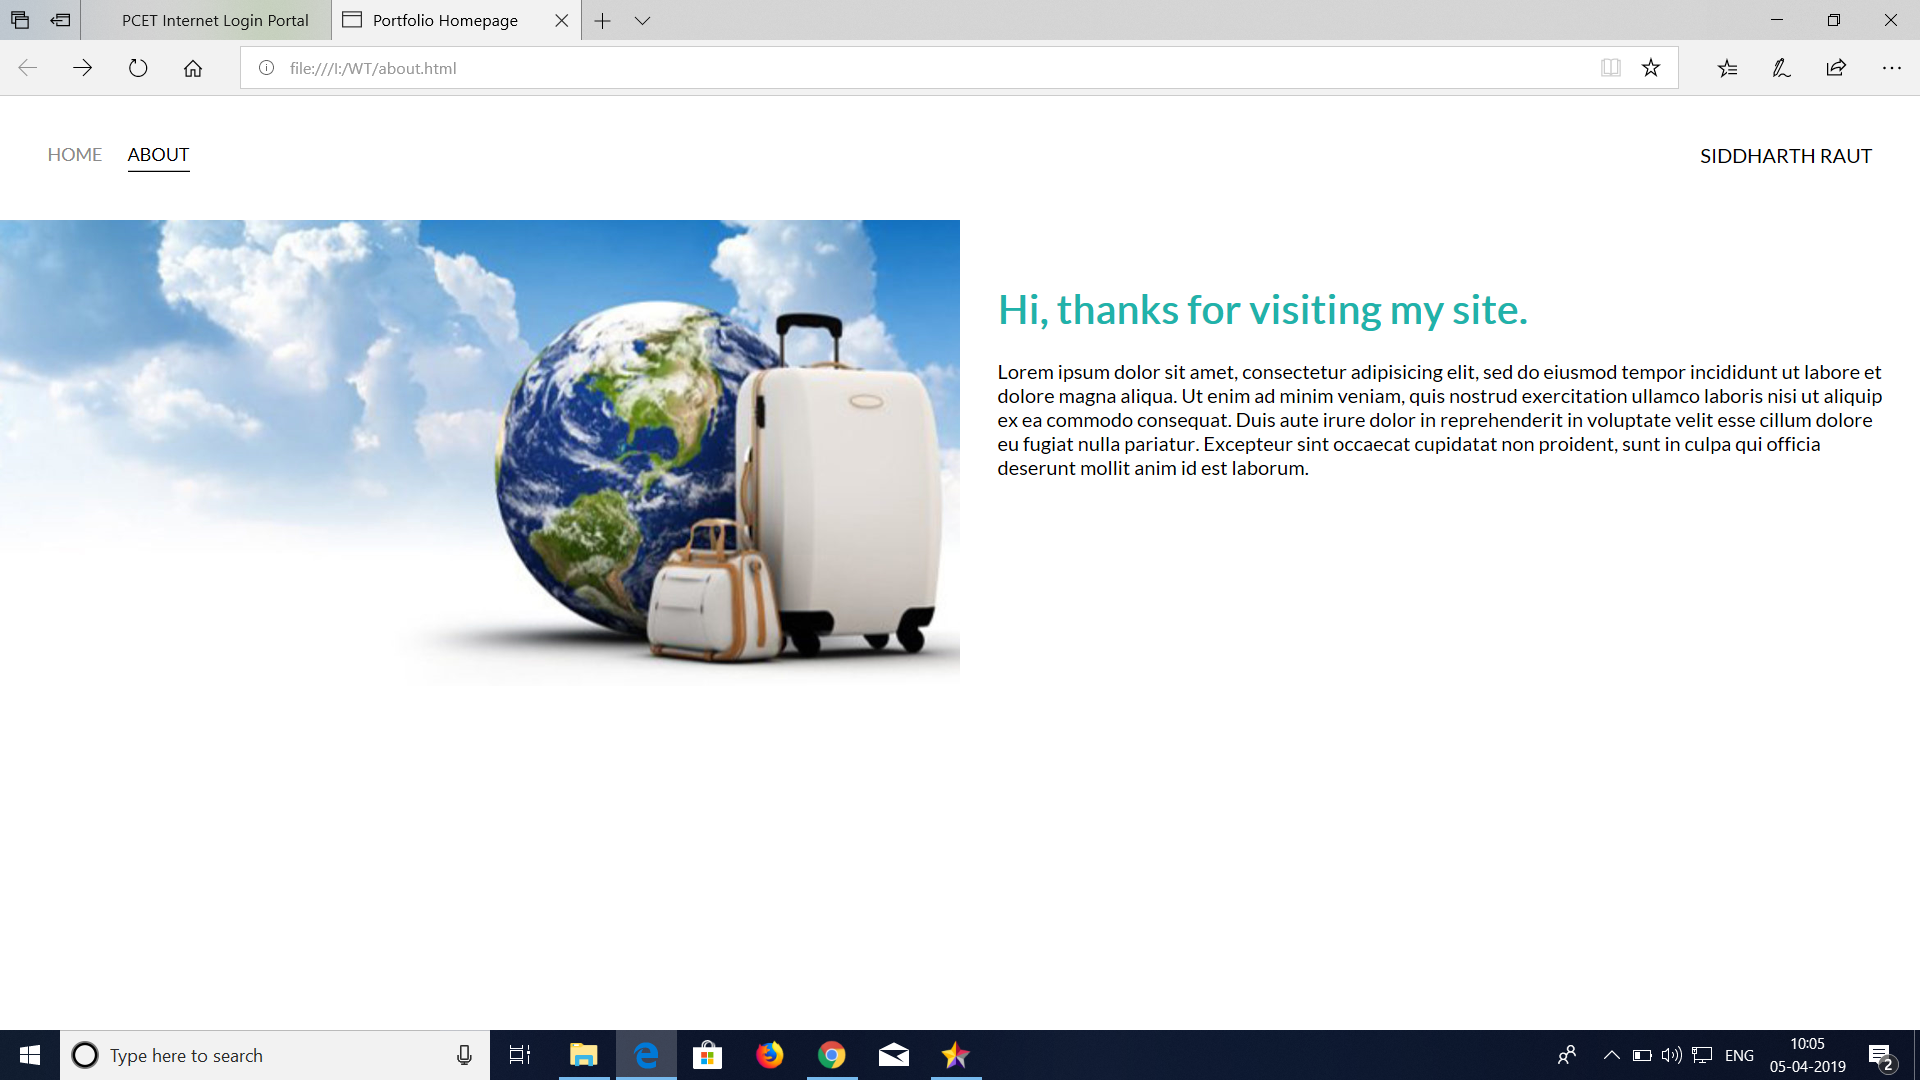 PCET Internet Login Portal
Portfolio Homepage
file:///I:/WT/about.html
HOME ABOUT
SIDDHARTH RAUT
Hi, thanks for visiting my site.
Lorem ipsum dolor sit amet, consectetur adipisicing elit, sed do eiusmod tempor incididunt ut labore et
dolore magna aliqua. Ut enim ad minim veniam, quis nostrud exercitation ullamco laboris nisi ut aliquip
ex ea commodo consequat. Duis aute irure dolor in reprehenderit in voluptate velit esse cillum dolore
eu fugiat nulla pariatur. Excepteur sint occaecat cupidatat non proident, sunt in culpa qui officia
deserunt mollit anim id est laborum.
Type here to search
ENG
10:05
05-04-2019
2